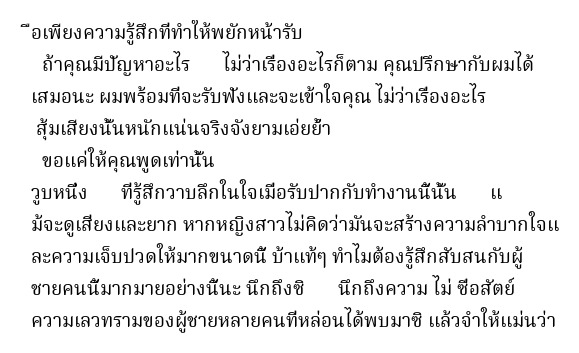 ือเพียงความรู้สึกที่ทำให้พยักหน้ารับ
ถ้าคุณมีปัญหาอะไร ไม่ว่าเรื่องอะไรก็ตาม คุณปรึกษากับผมได้
เสมอนะ ผมพร้อมที่จะรับฟังและจะเข้าใจคุณ ไม่ว่าเรื่องอะไร
สุ้มเสียงนั้นหนักแน่นจริงจังยามเอ่ยย้ำ
ขอแค่ให้คุณพูดเท่านั้น
วูบหนึ่ง ที่รู้สึกวาบลึกในใจเมื่อรับปากกับทำงานนี้นั้น แ
ม้จะดูเสี่ยงและยาก หากหญิงสาวไม่คิดว่ามันจะสร้างความลำบากใจแ
ละความเจ็บปวดให้มากขนาดนี้ บ้าแท้ๆ ทำไมต้องรู้สึกสับสนกับผู้
ชายคนนี้มากมายอย่างนี้นะ นึกถึงซิ นึกถึงความ ไม่ ซื่อสัตย์
ความเลวทรามของผู้ชายหลายคนที่หล่อนได้พบมาซิ แล้วจำให้แม่นว่า